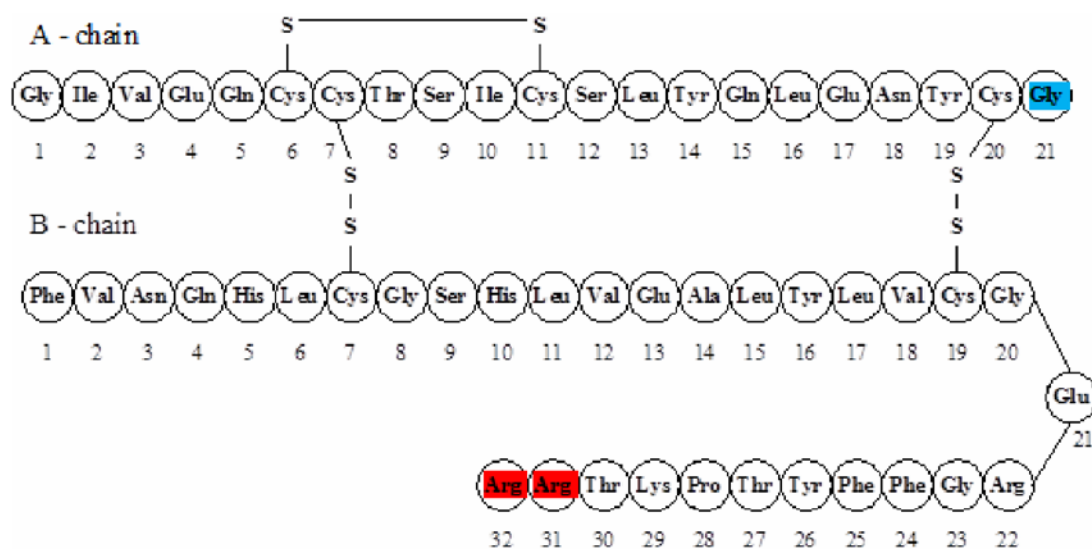 S S
A - chain
Gly Ile Val Glu Gln Cys Cys Thr Ser Ile Cys Ser Leu Tyr Gln Leu Glu Asn Tyr Cys Gly
1 2 3 4 5 6 7 8 9 10 11 12 13 14 15 16 17 18 19 20 21
S S
B - chain S S
Phe Val Asn Gln His Leu Cys Gly Ser His Leu Val Glu Ala Leu Tyr Leu Val Cys Gly
1 2 3 4 5 6 7 8 9 10 11 12 13 14 15 16 17 18 19 20
Glu
21
Arg Arg Thr Lys Pro Thr Tyr Phe Phe Gly Arg
32 31 30 29 28 27 26 25 24 23 22